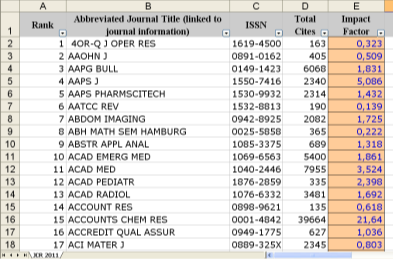 A B C D E
1 Rank Abbreviated Journal Title (linked to journal information) ISSN Total Cites Impact Factor
2 1 4OR-Q J OPER RES 1619-4500 163 0,323
3 2 AAOHN J 0891-0162 405 0,509
4 3 AAPG BULL 0149-1423 6068 1,831
5 4 AAPS J 1550-7416 2340 5,086
6 5 AAPS PHARMSCITECH 1530-9932 2314 1,432
7 6 AATCC REV 1532-8813 190 0,139
8 7 ABDOM IMAGING 0942-8925 2082 1,725
9 8 ABH MATH SEM HAMBURG 0025-5858 365 0,222
10 9 ABSTR APPL ANAL 1085-3375 689 1,318
11 10 ACAD EMERG MED 1069-6563 5400 1,861
12 11 ACAD MED 1040-2446 7955 3,524
13 12 ACAD PEDIATR 1876-2859 335 2,398
14 13 ACAD RADIOL 1076-6332 3481 1,692
15 14 ACCOUNT RES 0898-9621 135 0,618
16 15 ACCOUNTS CHEM RES 0001-4842 39664 21,64
17 16 ACCREDIT QUAL ASSUR 0949-1775 627 1,036
18 17 ACI MATER J 0889-325X 2345 0,803
JCR 2011